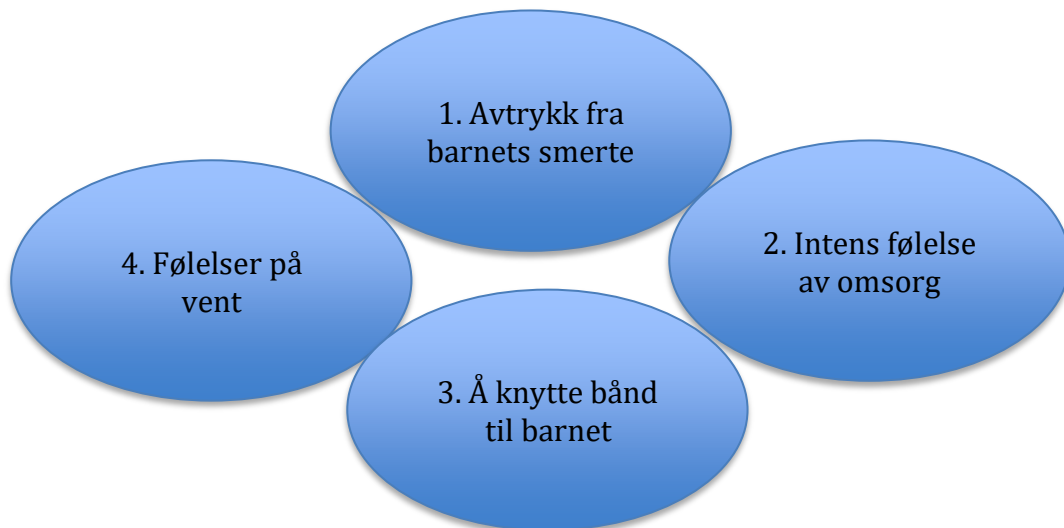 1. Avtrykk fra
barnets smerte
2. Intens følelse
av omsorg
3. Å knytte bånd
til barnet
4. Følelser på
vent